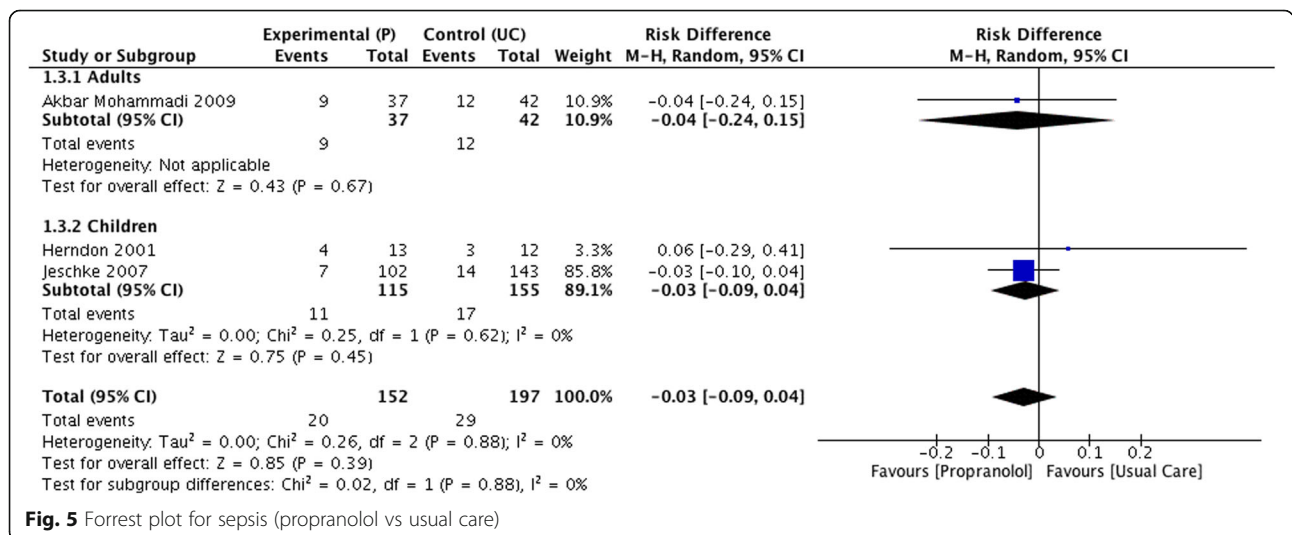 Experimental (P) Control (UC) Risk Difference Risk Difference
Study or Subgroup Events Total Events Total Weight M-H, Random, 95% CI M-H, Random, 95% CI
1.3.1 Adults
Akbar Mohammadi 2009 9 37 12 42 10.9% -0.04 [-0.24, 0.15]
Subtotal (95% CI) 37 42 10.9% -0.04 [-0.24, 0.15]
Total events 9 12
Heterogeneity: Not applicable
Test for overall effect: Z = 0.43 (P = 0.67)
1.3.2 Children
Herndon 2001 4 13 3 12 3.3% 0.06 [-0.29, 0.41]
Jeschke 2007 7 102 14 143 85.8% -0.03 [-0.10, 0.04]
Subtotal (95% CI) 115 155 89.1% -0.03 [-0.09, 0.04]
Total events 11 17
Heterogeneity: Tau² = 0.00; Chi² = 0.25, df = 1 (P = 0.62); I² = 0%
Test for overall effect: Z = 0.75 (P = 0.45)
Total (95% CI) 152 197 100.0% -0.03 [-0.09, 0.04]
Total events 20 29
Heterogeneity: Tau² = 0.00; Chi² = 0.26, df = 2 (P = 0.88); I² = 0%
Test for overall effect: Z = 0.85 (P = 0.39)
Test for subgroup differences: Chi² = 0.02, df = 1 (P = 0.88), I² = 0%
-0.2 -0.1 0 0.1 0.2
Favours [Propranolol] Favours [Usual Care]
Fig. 5 Forrest plot for sepsis (propranolol vs usual care)